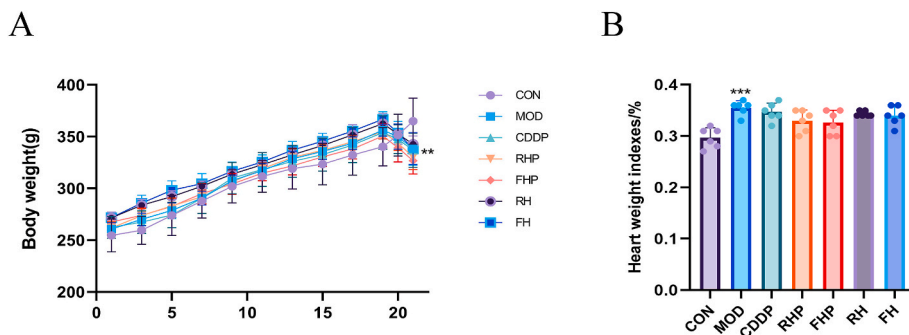 A
Body weight(g)
400
350
300
250
200
0
5
10
15
20
**
CON
MOD
CDDP
RHP
FHP
RH
FH
B
Heart weight indexes/%
0.4
0.3
0.2
0.1
0.0
***
CON
MOD
CDDP
RHP
FHP
RH
FH